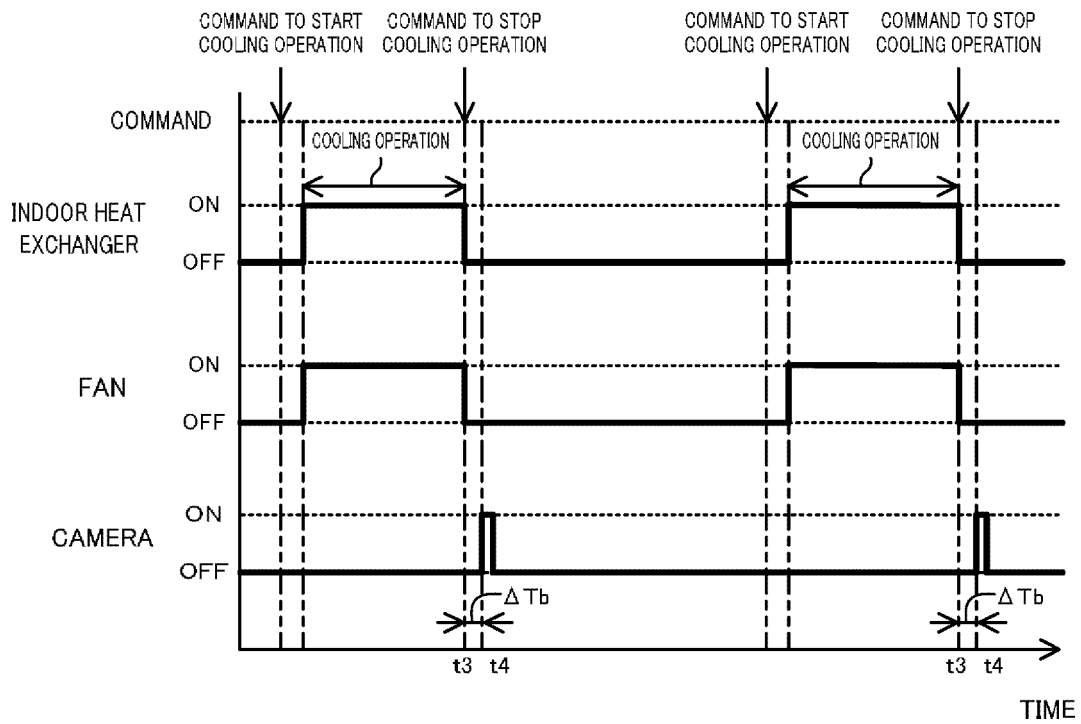 COMMAND TO START
COOLING OPERATION
COMMAND TO STOP
COOLING OPERATION
COMMAND TO START
COOLING OPERATION
COMMAND TO STOP
COOLING OPERATION
COMMAND
COOLING OPERATION
COOLING OPERATION
INDOOR HEAT
EXCHANGER
ON
OFF
FAN
ON
OFF
CAMERA
ON
OFF
ΔTb
ΔTb
t3 t4
t3 t4
TIME